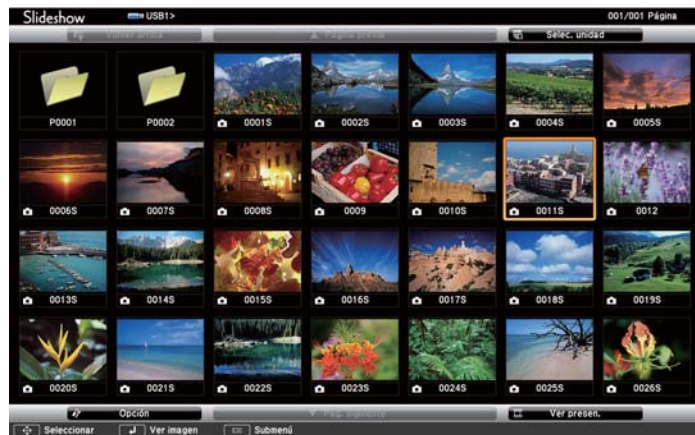 Slideshow USB1> 001/001 Página
Volver arriba Página previa Selec. unidad
P0001 P0002 0001S 0002S 0003S 0004S 0005S
0006S 0007S 0008S 0009 0010S 0011S 0012
0013S 0014S 0015S 0016S 0017S 0018S 0019S
0020S 0021S 0022S 0023S 0024S 0025S 0026S
Opción Pág. siguiente Ver presen.
Seleccionar Ver imagen Esc Submenú